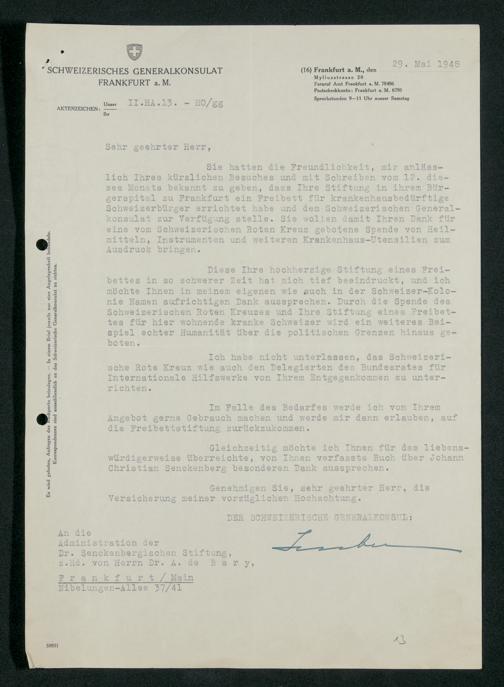 SCHWEIZERISCHES GENERALKONSULAT
FRANKFURT a. M.
AKTENZEICHEN: Unser II.HA.13. - HO/gg
Ihr
(16) Frankfurt a. M., den 29. Mai 1948
Myliusstrasse 20
Fernruf Amt Frankfurt a. M.
Postscheckkonto: Frankfurt a. M.
Sprechstunden 9—11 Uhr ausser Samstag
Sehr geehrter Herr,
Sie hatten die Freundlichkeit, mir anläss-
lich Ihres kürzlichen Besuches und mit Schreiben vom 12. die-
ses Monats bekannt zu geben, dass Ihre Stiftung in ihrem Bür-
gerspital zu Frankfurt ein Freibett für krankenhausbedürftige
Schweizerbürger errichtet habe und dem Schweizerischen General-
konsulat zur Verfügung stelle. Sie wollen damit Ihren Dank für
eine vom Schweizerischen Roten Kreuz gebotene Spende von Heil-
mitteln, Instrumenten und weiteren Krankenhaus-Utensilien zum
Ausdruck bringen.
Diese Ihre hochherzige Stiftung eines Frei-
bettes in so schwerer Zeit hat mich tief beeindruckt, und ich
möchte Ihnen in meinem eigenen wie auch in der Schweizer-Kolo-
nie Namen aufrichtigen Dank aussprechen. Durch die Spende des
Schweizerischen Roten Kreuzes und Ihre Stiftung eines Freibet-
tes für hier wohnende kranke Schweizer wird ein weiteres Bei-
spiel echter Humanität über die politischen Grenzen hinaus ge-
boten.
Ich habe nicht unterlassen, das Schweizeri-
sche Rote Kreuz wie auch den Delegierten des Bundesrates für
Internationale Hilfswerke von Ihrem Entgegenkommen zu unter-
richten.
Im Falle des Bedarfes werde ich von Ihrem
Angebot gerne Gebrauch machen und werde mir dann erlauben, auf
die Freibettstiftung zurückzukommen.
Gleichzeitig möchte ich Ihnen für das liebens-
würdigerweise überreichte, von Ihnen verfasste Buch über Johann
Christian Senckenberg besonderen Dank aussprechen.
Genehmigen Sie, sehr geehrter Herr, die
Versicherung meiner vorzüglichen Hochachtung.
DER SCHWEIZERISCHE GENERALKONSUL:
An die
Administration der
Dr. Senckenbergischen Stiftung,
z.Hd. von Herrn Dr. A. de B a r y,
F r a n k f u r t / Main
Nibelungen-Allee 37/41
13